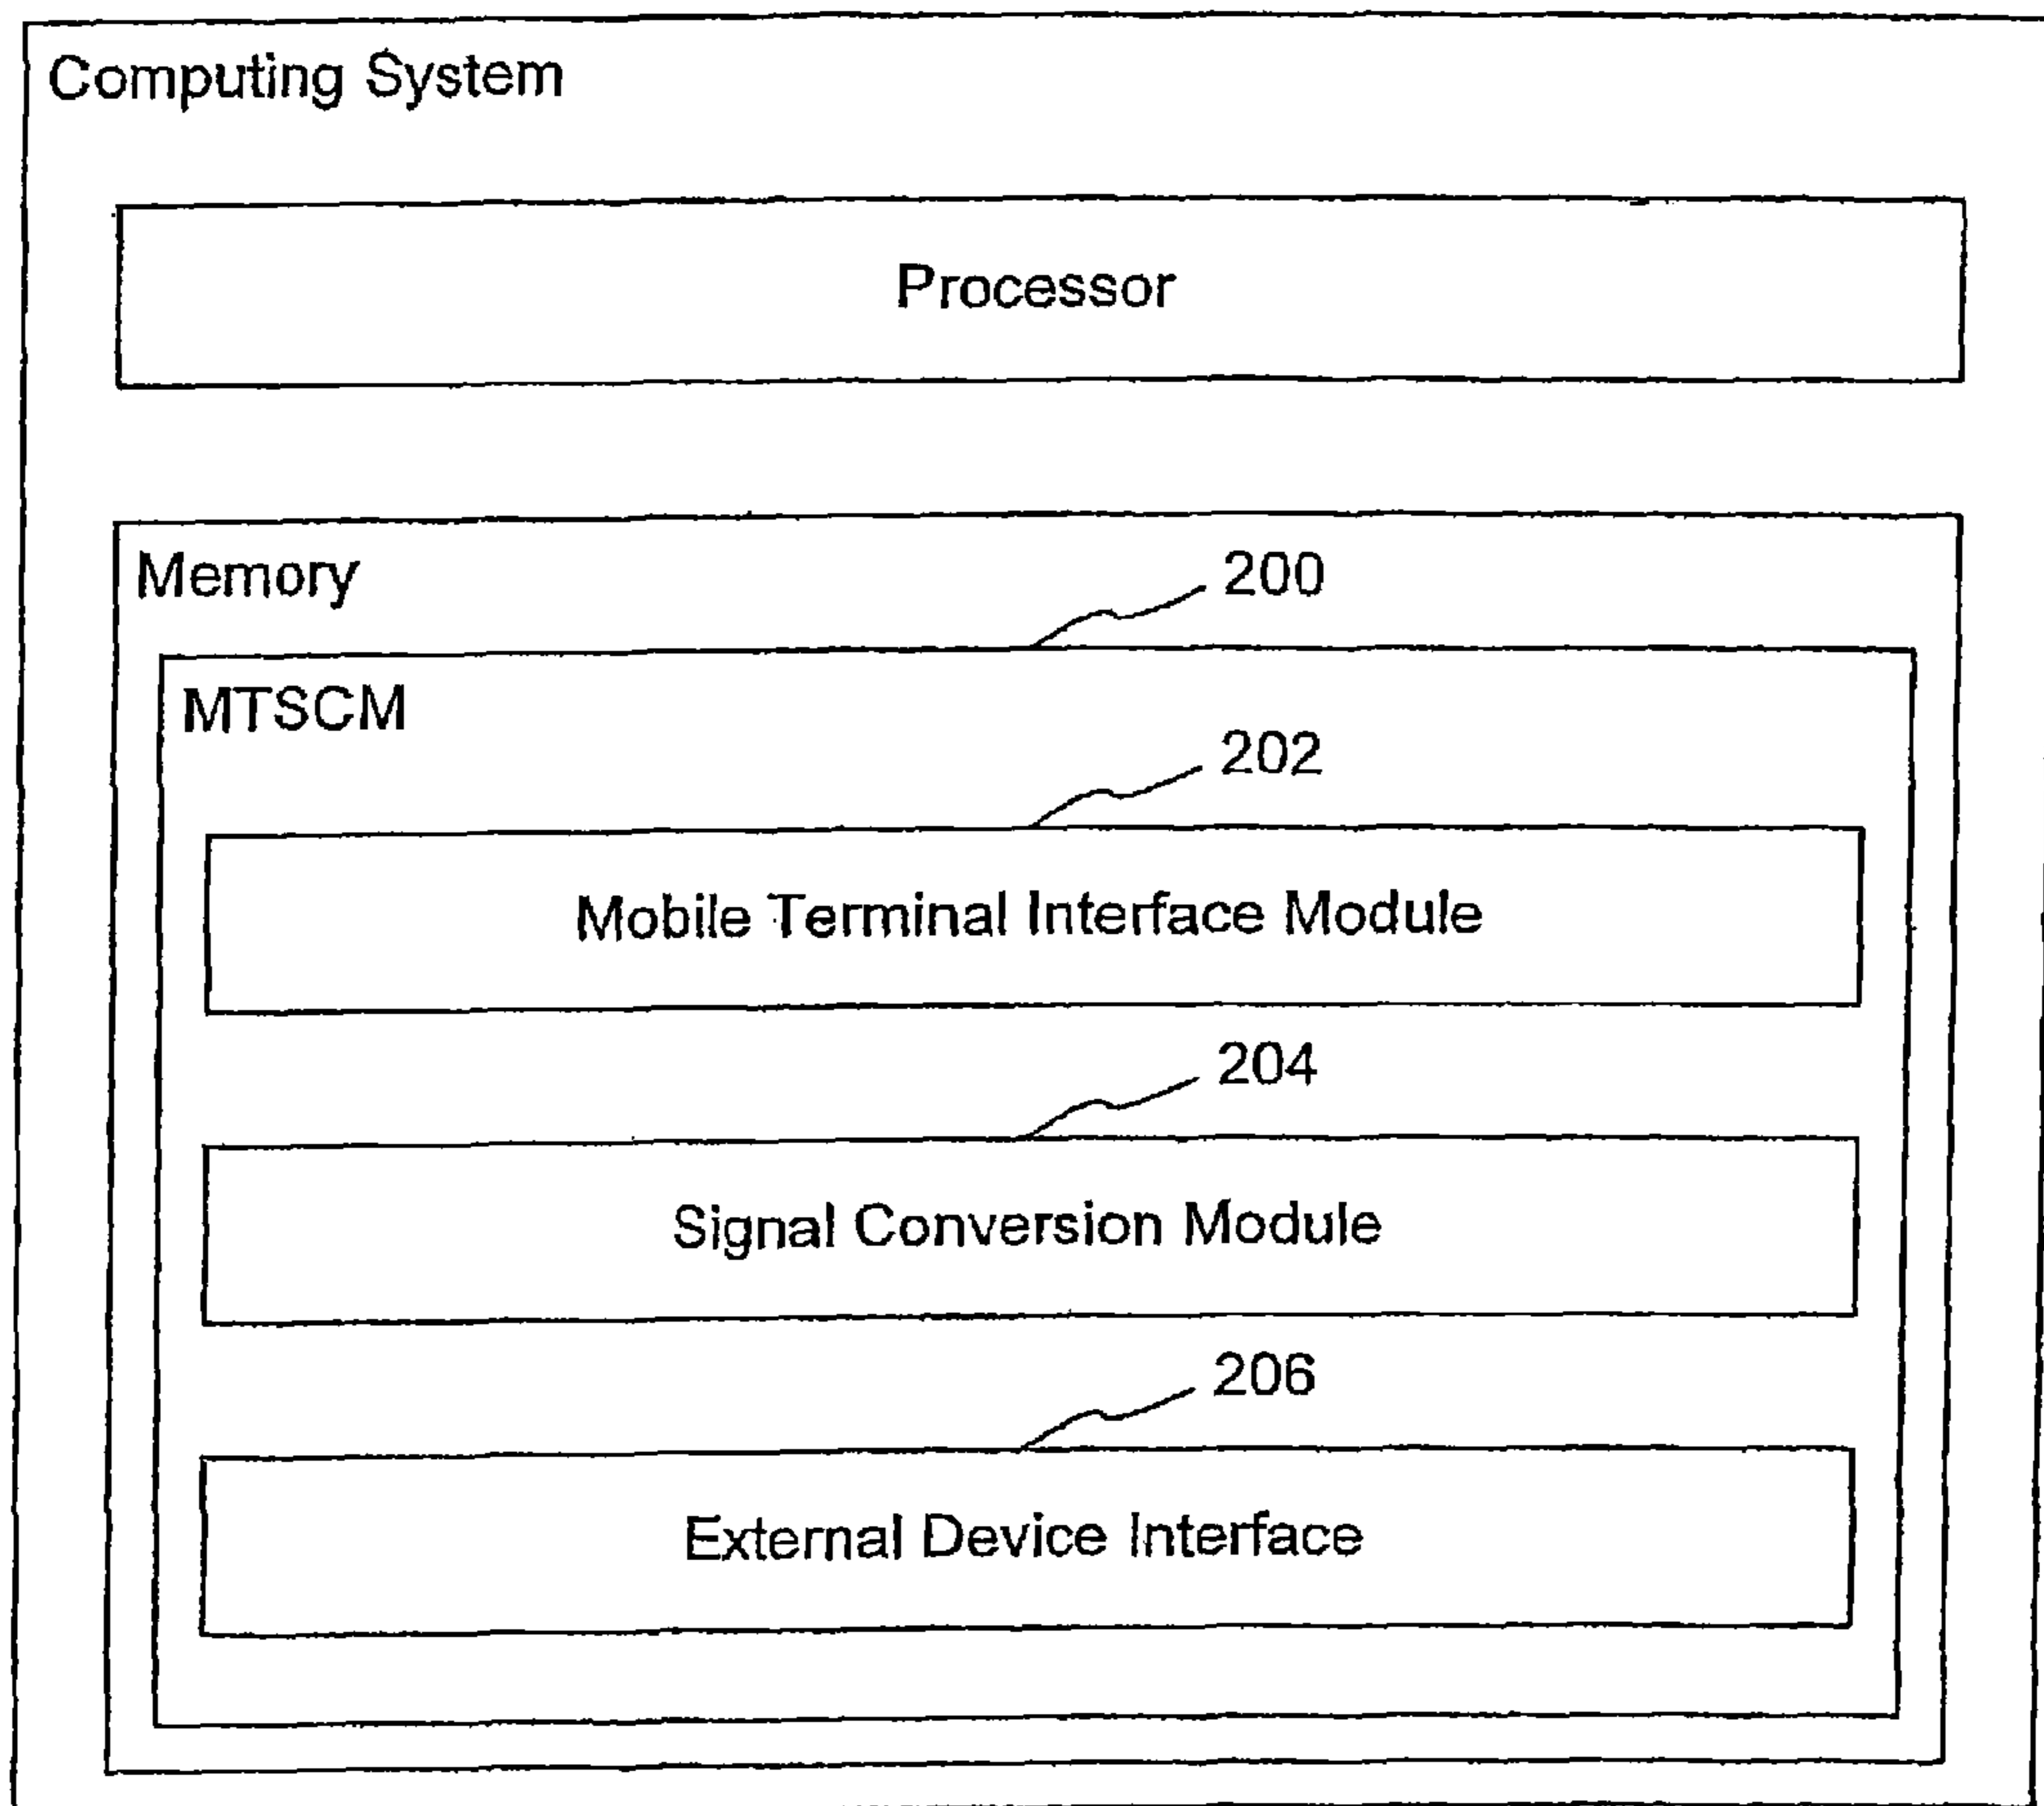 Computing System
Processor
Memory
200
MTSCM
202
Mobile Terminal Interface Module
204
Signal Conversion Module
206
External Device Interface